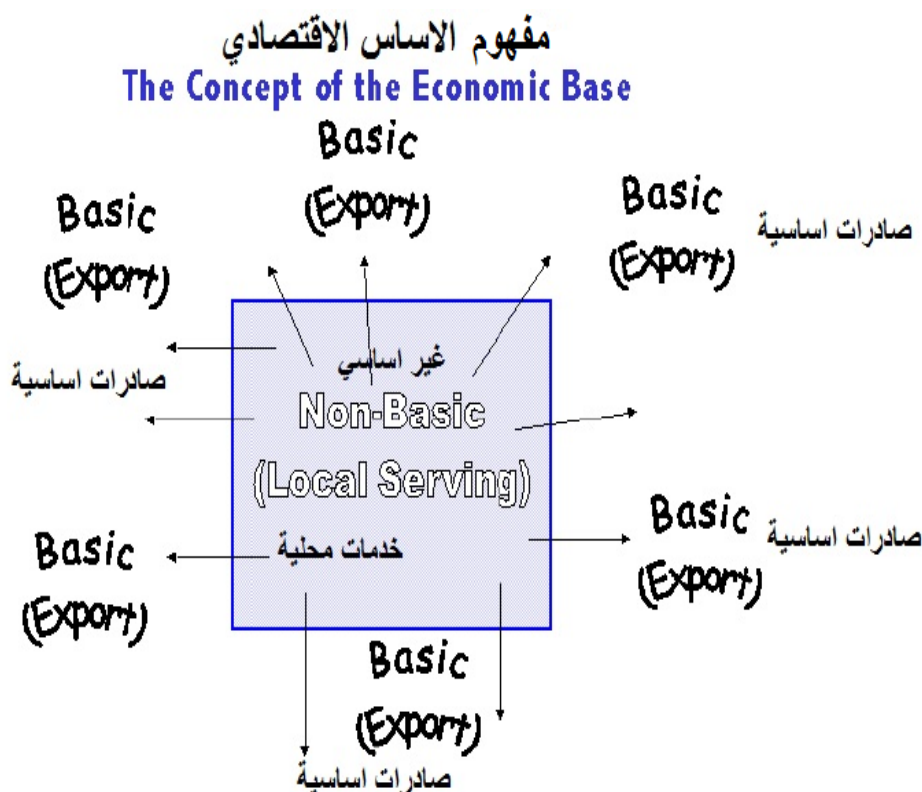 مفهوم الاساس الاقتصادي
The Concept of the Economic Base
Basic
(Export)
Basic
(Export)
Basic
(Export)
صادرات اساسية
صادرات اساسية
غير اساسي
Non-Basic
(Local Serving)
خدمات محلية
Basic
(Export)
Basic
(Export)
صادرات اساسية
Basic
(Export)
صادرات اساسية